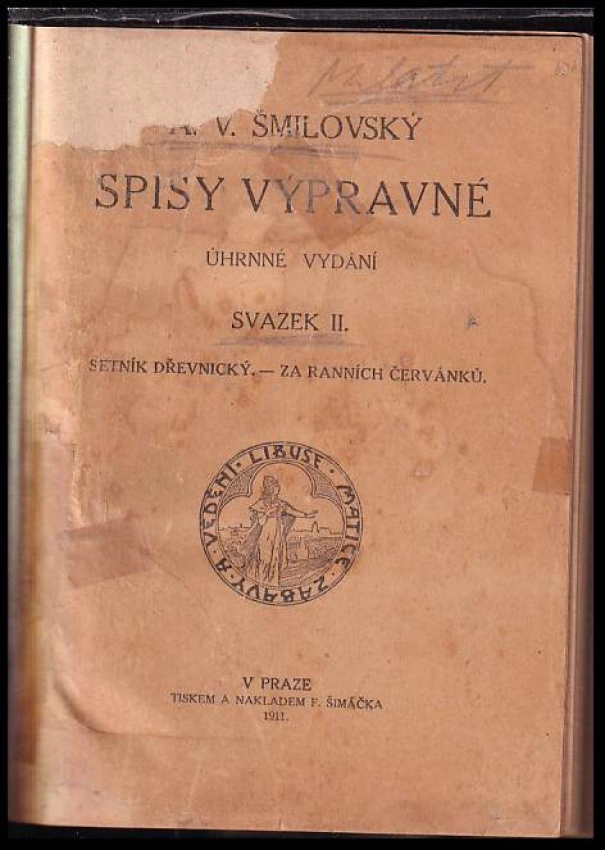 A. V. ŠMILOVSKÝ
SPISY VÝPRAVNÉ
ÚHRNNÉ VYDÁNÍ
SVAZEK II.
SETNÍK DŘEVNICKÝ. — ZA RANNÍCH ČERVÁNKŮ.
LIBUŠE · MATICE · ZÁBAVY A VĚDĚNÍ ·
V PRAZE
TISKEM A NAKLADEM F. ŠIMÁČKA
1911.